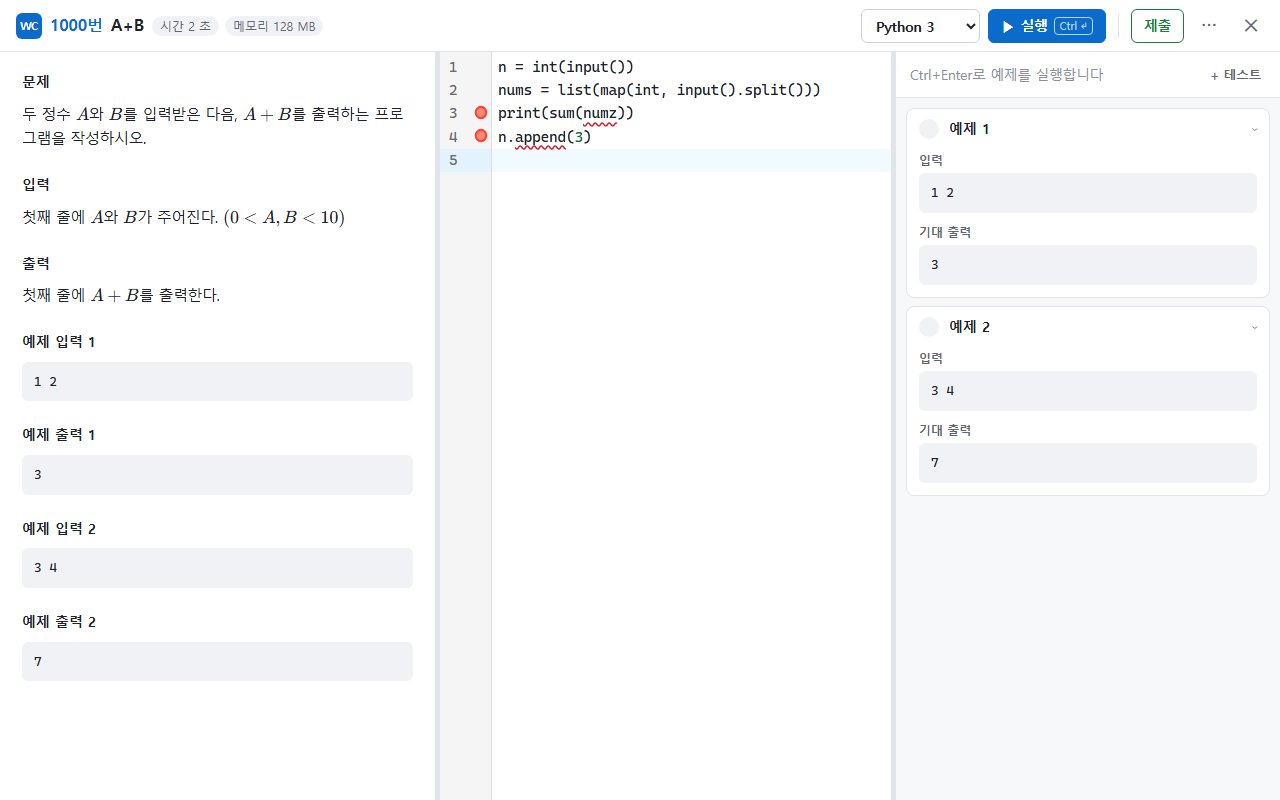 WC 1000번 A+B 시간 2 초 메모리 128 MB Python 3 실행 Ctrl ⏎ 제출 ···
문제
두 정수 A와 B를 입력받은 다음, A + B를 출력하는 프로
그램을 작성하시오.
입력
첫째 줄에 A와 B가 주어진다. (0 < A, B < 10)
출력
첫째 줄에 A + B를 출력한다.
예제 입력 1
1 2
예제 출력 1
3
예제 입력 2
3 4
예제 출력 2
7
1 n = int(input())
2 nums = list(map(int, input().split()))
3 print(sum(numz))
4 n.append(3)
5
Ctrl+Enter로 예제를 실행합니다 + 테스트
예제 1
입력
1 2
기대 출력
3
예제 2
입력
3 4
기대 출력
7